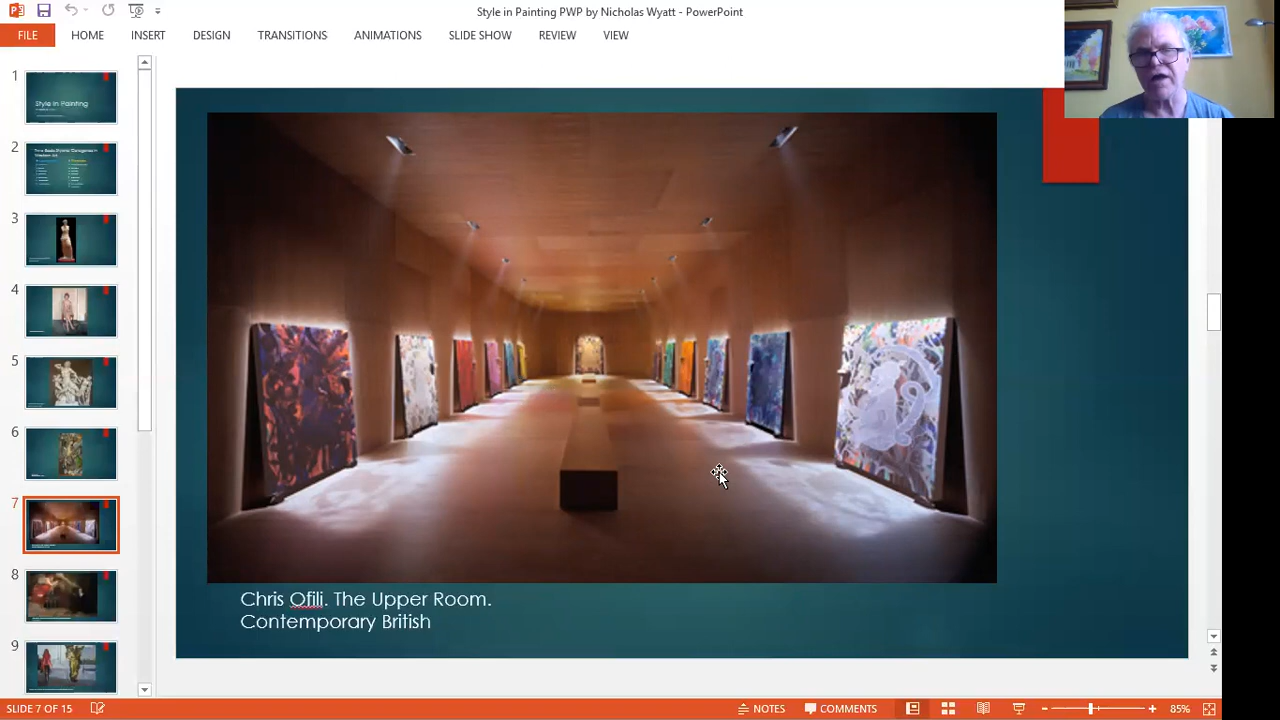 Style in Painting PWP by Nicholas Wyatt - PowerPoint
FILE HOME INSERT DESIGN TRANSITIONS ANIMATIONS SLIDE SHOW REVIEW VIEW
1
Style in Painting
2
3
4
5
6
7
8
9
Chris Ofili. The Upper Room.
Contemporary British
SLIDE 7 OF 15 NOTES COMMENTS 85%